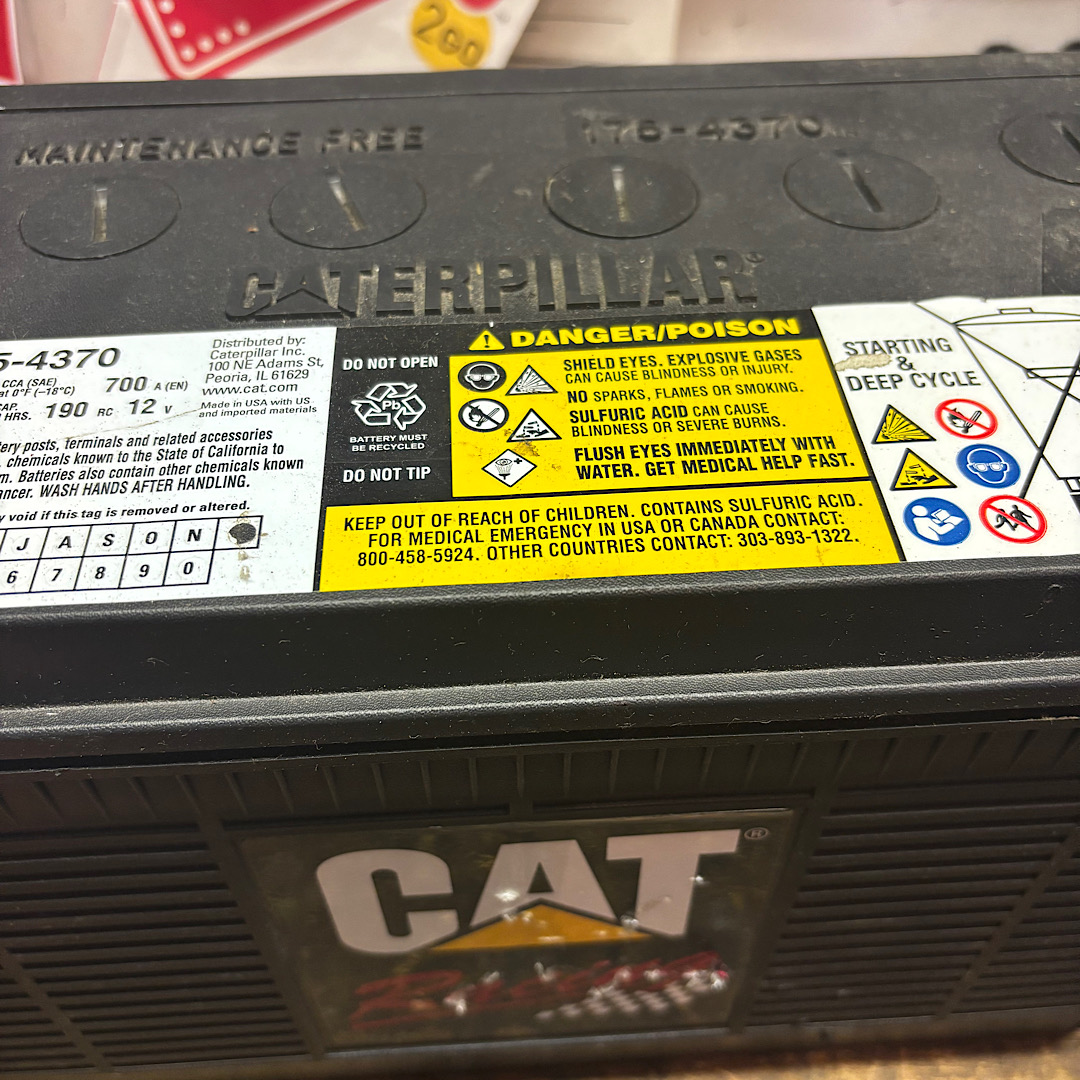 2GO
MAINTENANCE FREE
175-4370
CATERPILLAR®
5-4370
CCA (SAE)
at 0°F (–18°C)
700 A (EN)
CAP.
HRS. 190 RC 12 V
Distributed by:
Caterpillar Inc.
100 NE Adams St,
Peoria, IL 61629
www.cat.com
Made in USA with US
and imported materials
tery posts, terminals and related accessories
chemicals known to the State of California to
m. Batteries also contain other chemicals known
ancer. WASH HANDS AFTER HANDLING.
y void if this tag is removed or altered.
J A S O N
6 7 8 9 0
DO NOT OPEN
Pb
BATTERY MUST
BE RECYCLED
DO NOT TIP
DANGER/POISON
SHIELD EYES. EXPLOSIVE GASES
CAN CAUSE BLINDNESS OR INJURY.
NO SPARKS, FLAMES OR SMOKING.
SULFURIC ACID CAN CAUSE
BLINDNESS OR SEVERE BURNS.
FLUSH EYES IMMEDIATELY WITH
WATER. GET MEDICAL HELP FAST.
KEEP OUT OF REACH OF CHILDREN. CONTAINS SULFURIC ACID.
FOR MEDICAL EMERGENCY IN USA OR CANADA CONTACT:
800-458-5924. OTHER COUNTRIES CONTACT: 303-893-1322.
STARTING
&
DEEP CYCLE
CAT®
Racing